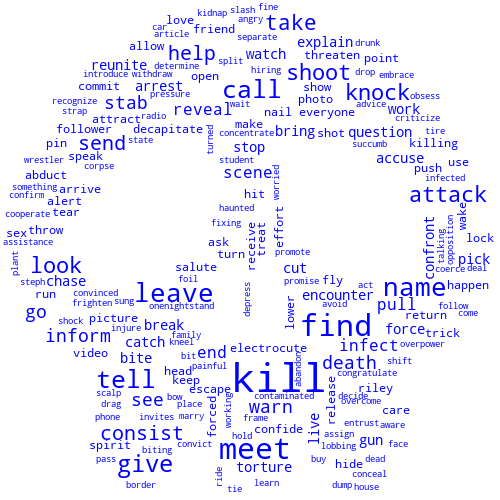 kidnap slash fine
love angry take
car friend
article separate explain drunk
allow help watch threaten point
reunite determine split
introduce withdraw open hiring shoot drop embrace
commit arrest call show knock obsess
recognize pressure photo advice
strap stab reveal wait nail everyone work criticize
attract radio make
follower decapitate concentrate bring shot question tire
pin send state turned stop succumb killing
wrestler speak student accuse
corpse scene push use
abduct worried infected
something arrive hit attack
confirm alert haunted
cooperate tear effort wake
sex throw fixing receive treat confront talking opposition lock
assistance ask
plant turn promote pick
look salute cut coerce deal
steph chase foil promise fly act name happen
convinced leave depress encounter
run frighten sung onenightstand lower avoid pull follow
go picture find return come
shock injure break force trick
inform family
catch kneel electrocute infect overpower
video bite bit end death shift
head painful abandon congratulate
tell keep kill riley
scalp escape contaminated decide
drag see bow place forced working warn release overcome care
phone invites marry frame live entrust aware
consist confide assign
spirit convict hold meet lobbing gun face
biting
pass give torture buy hide dead
ride conceal
border tie learn dump house